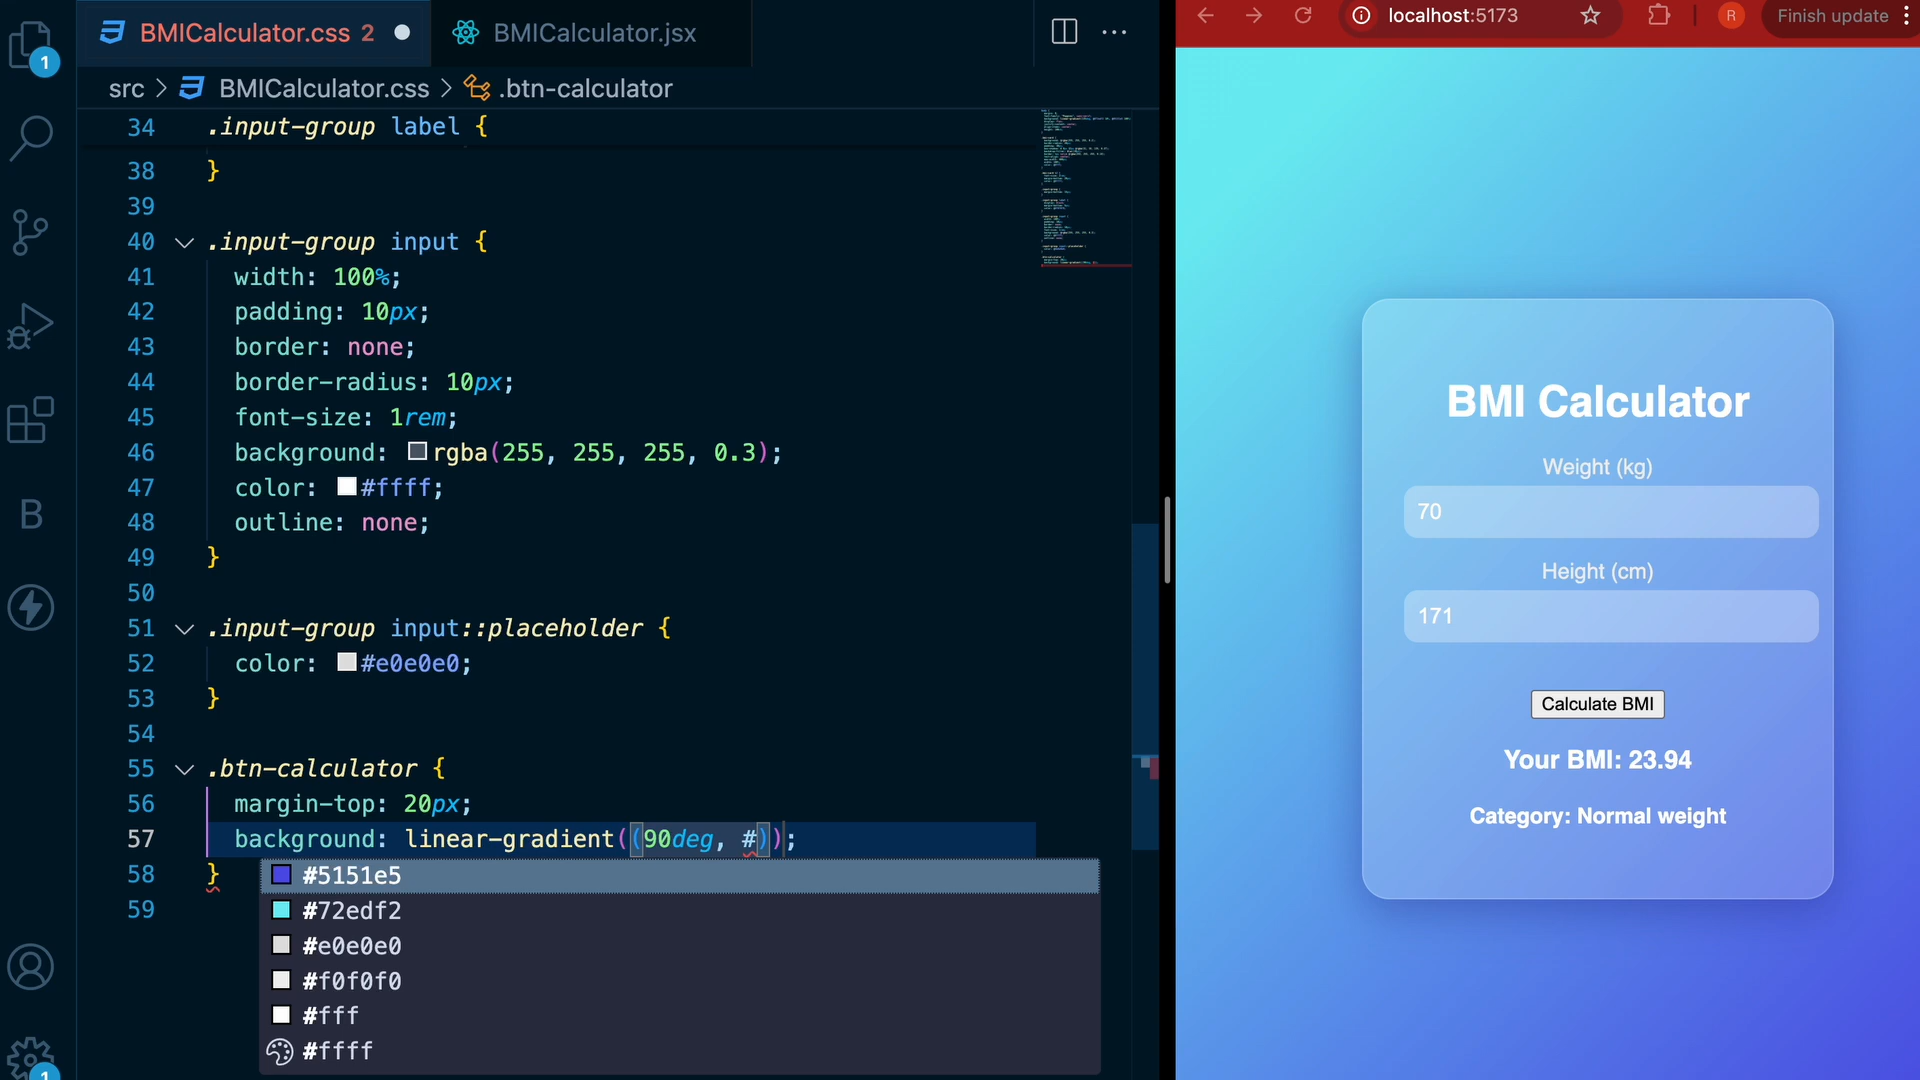 BMICalculator.css 2
BMICalculator.jsx
src > BMICalculator.css > .btn-calculator
34 .input-group label {
38 }
39
40 .input-group input {
41 width: 100%;
42 padding: 10px;
43 border: none;
44 border-radius: 10px;
45 font-size: 1rem;
46 background: rgba(255, 255, 255, 0.3);
47 color: #ffff;
48 outline: none;
49 }
50
51 .input-group input::placeholder {
52 color: #e0e0e0;
53 }
54
55 .btn-calculator {
56 margin-top: 20px;
57 background: linear-gradient((90deg, #));
58 }
59
#5151e5
#72edf2
#e0e0e0
#f0f0f0
#fff
#ffff
1
B
1
localhost:5173
R
Finish update
BMI Calculator
Weight (kg)
70
Height (cm)
171
Calculate BMI
Your BMI: 23.94
Category: Normal weight